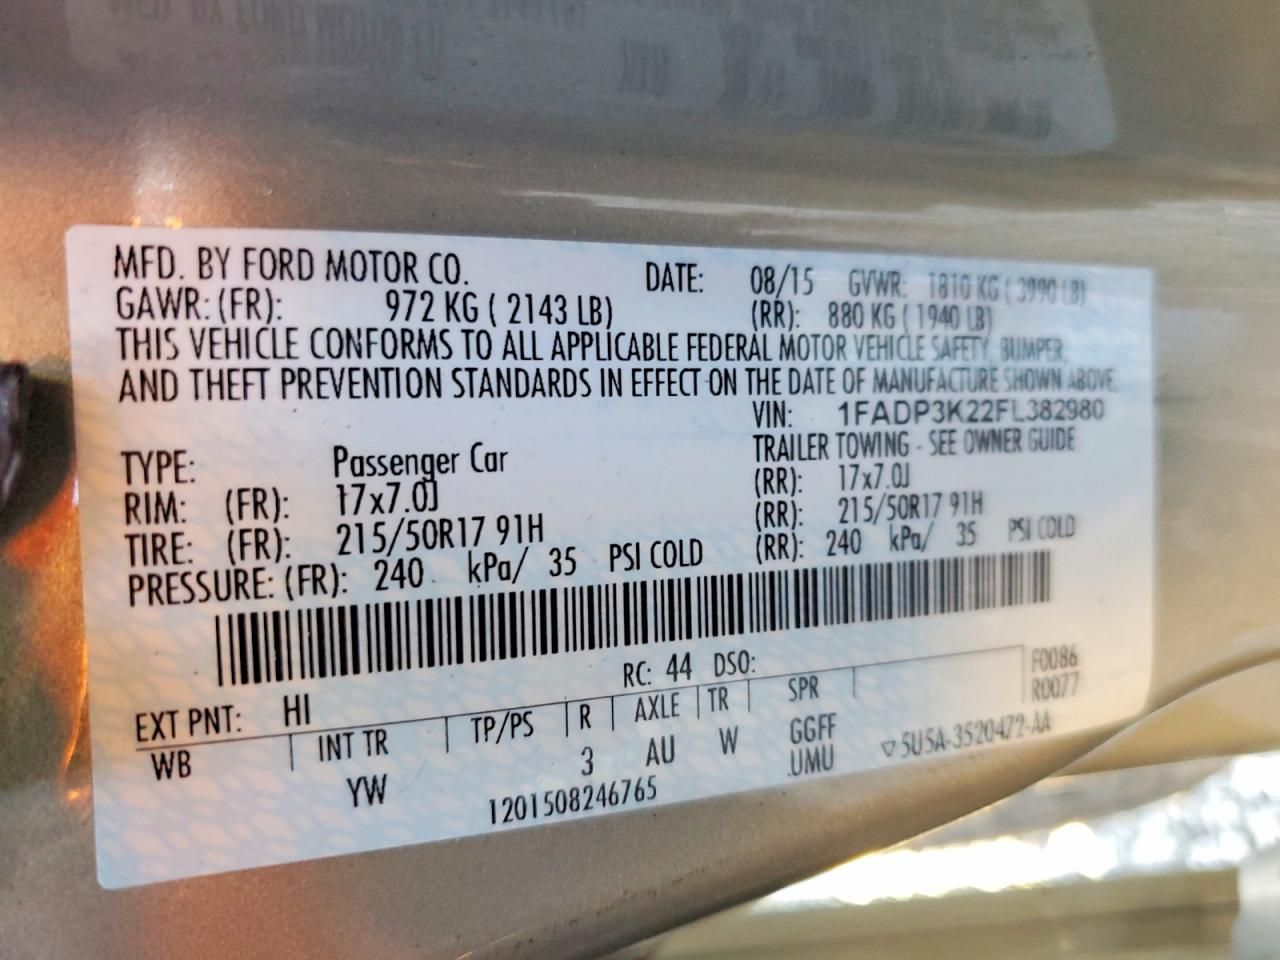 MFD. BY FORD MOTOR CO. DATE: 08/15 GVWR: 1810 KG ( 3990 LB)
GAWR: (FR): 972 KG ( 2143 LB) (RR): 880 KG ( 1940 LB)
THIS VEHICLE CONFORMS TO ALL APPLICABLE FEDERAL MOTOR VEHICLE SAFETY, BUMPER,
AND THEFT PREVENTION STANDARDS IN EFFECT ON THE DATE OF MANUFACTURE SHOWN ABOVE.
VIN: 1FADP3K22FL382980
TYPE: Passenger Car TRAILER TOWING - SEE OWNER GUIDE
RIM: (FR): 17x7.0J (RR): 17x7.0J
TIRE: (FR): 215/50R17 91H (RR): 215/50R17 91H
PRESSURE: (FR): 240 kPa/ 35 PSI COLD (RR): 240 kPa/ 35 PSI COLD
EXT PNT: HI RC: 44 DSO: F0086
R0077
WB INT TR TP/PS R AXLE TR SPR
YW 3 AU W GGFF 5U5A-3520472-AA
UMU
1201508246765